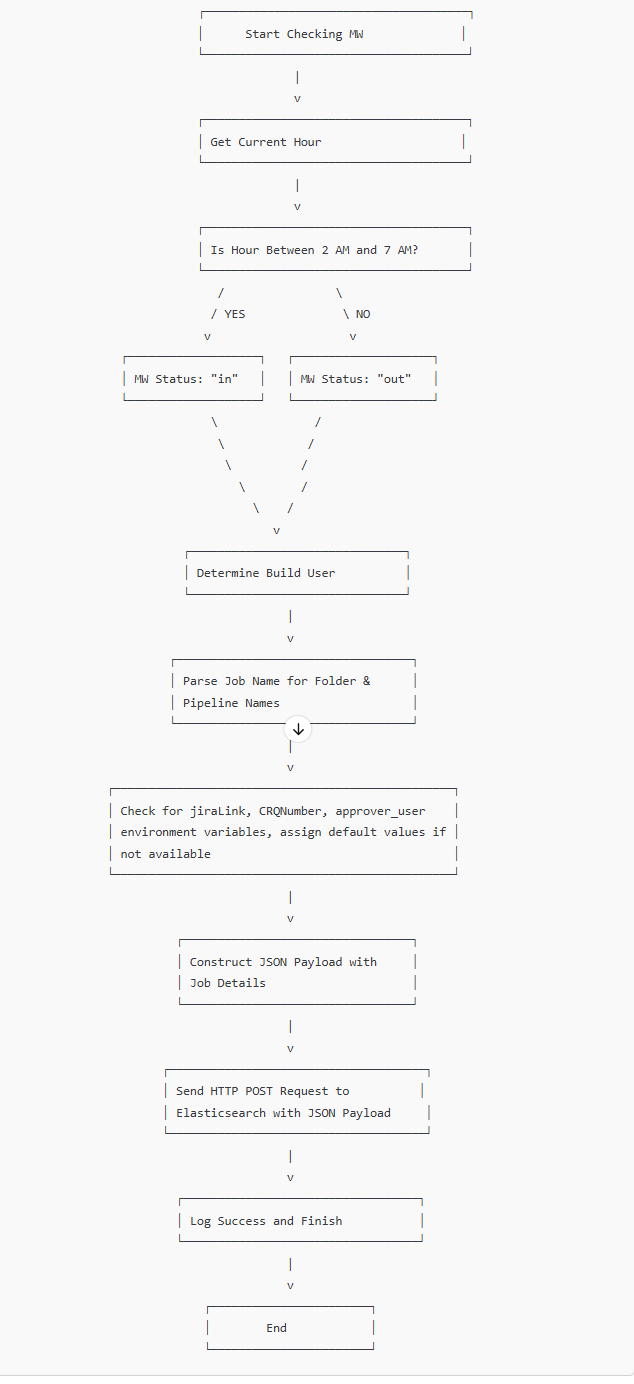 Start Checking MW
Get Current Hour
Is Hour Between 2 AM and 7 AM?
YES
NO
MW Status: "in"
MW Status: "out"
Determine Build User
Parse Job Name for Folder &
Pipeline Names
Check for jiraLink, CRQNumber, approver_user
environment variables, assign default values if
not available
Construct JSON Payload with
Job Details
Send HTTP POST Request to
Elasticsearch with JSON Payload
Log Success and Finish
End